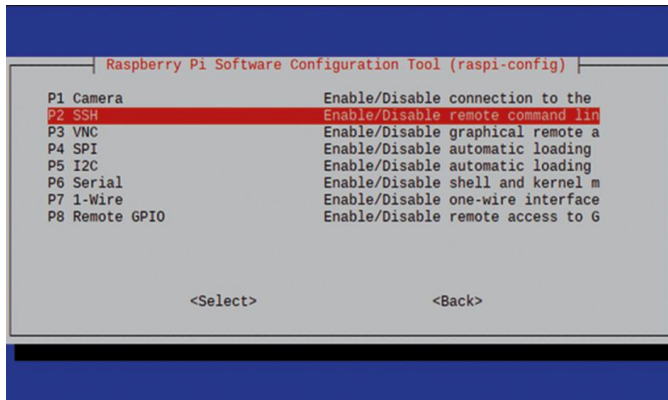 Raspberry Pi Software Configuration Tool (raspi-config)
P1 Camera Enable/Disable connection to the
P2 SSH Enable/Disable remote command lin
P3 VNC Enable/Disable graphical remote a
P4 SPI Enable/Disable automatic loading
P5 I2C Enable/Disable automatic loading
P6 Serial Enable/Disable shell and kernel m
P7 1-Wire Enable/Disable one-wire interface
P8 Remote GPIO Enable/Disable remote access to G
<Select> <Back>